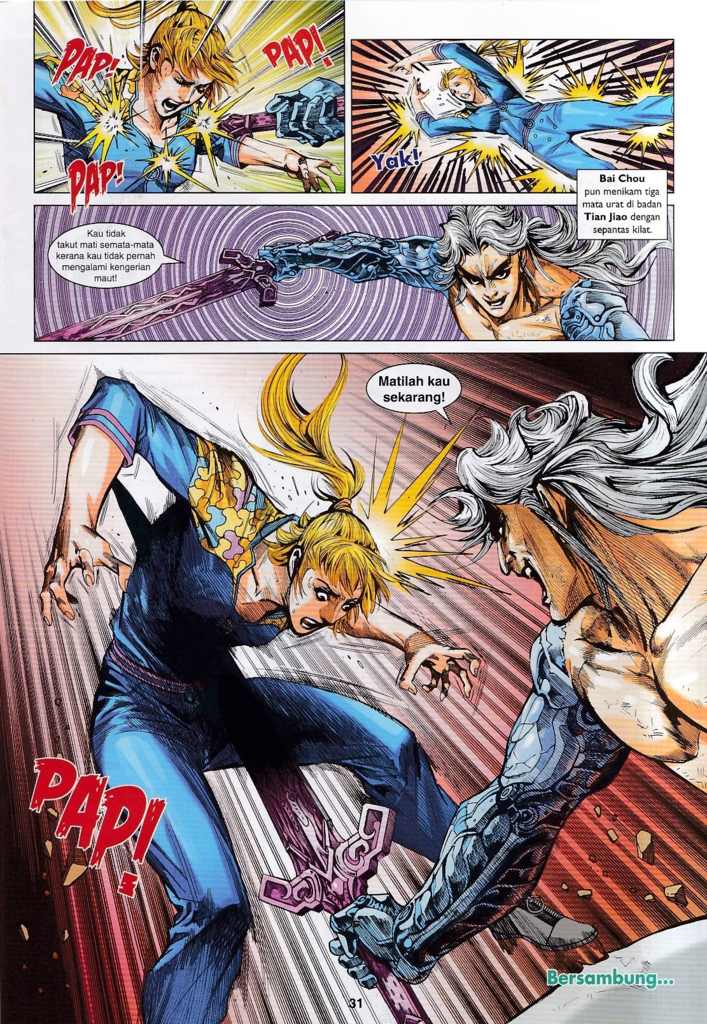 PAP!
PAP!
PAP!
Yak!
Bai Chou
pun menikam tiga
mata urat di badan
Tian Jiao dengan
sepantas kilat.
Kau tidak
takut mati semata-mata
kerana kau tidak pernah
mengalami kengerian
maut!
Matilah kau
sekarang!
PAP!
Bersambung...
31